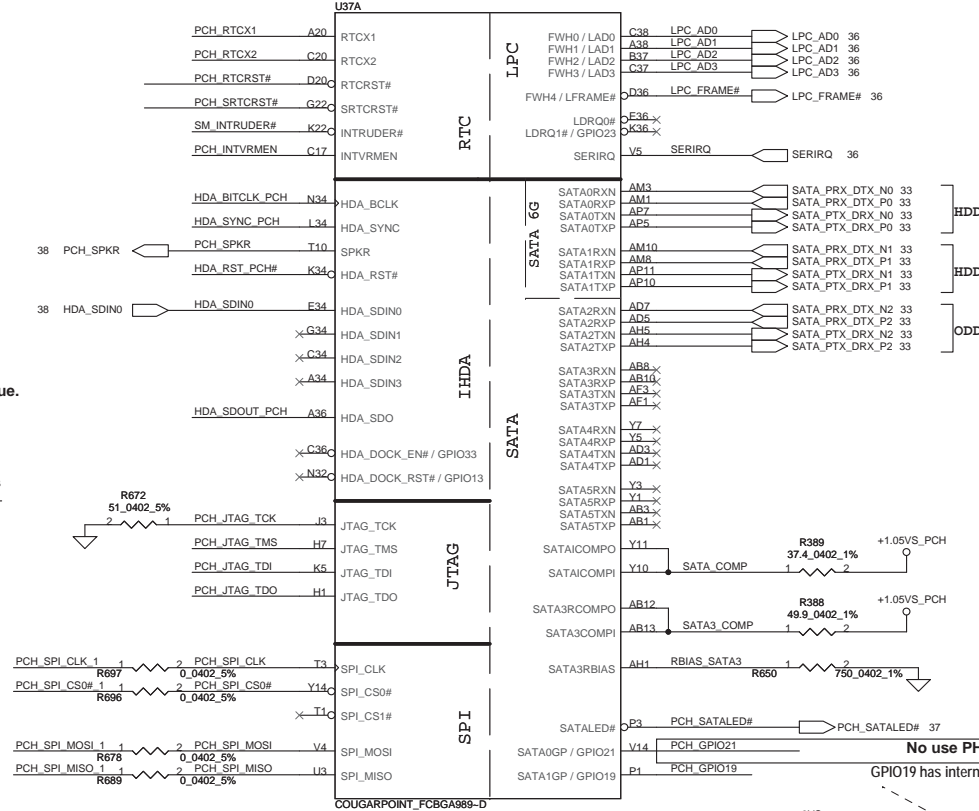 U37A
PCH_RTCX1 A20 RTCX1
PCH_RTCX2 C20 RTCX2
PCH_RTCRST# D20 RTCRST#
PCH_SRTCRST# G22 SRTCRST#
SM_INTRUDER# K22 INTRUDER#
PCH_INTVRMEN C17 INTVRMEN
RTC
LPC
FWH0 / LAD0 C38 LPC_AD0 LPC_AD0 36
FWH1 / LAD1 A38 LPC_AD1 LPC_AD1 36
FWH2 / LAD2 B37 LPC_AD2 LPC_AD2 36
FWH3 / LAD3 C37 LPC_AD3 LPC_AD3 36
FWH4 / LFRAME# D36 LPC_FRAME# LPC_FRAME# 36
LDRQ0# E36
LDRQ1# / GPIO23 K36
SERIRQ V5 SERIRQ SERIRQ 36
HDA_BITCLK_PCH N34 HDA_BCLK
HDA_SYNC_PCH L34 HDA_SYNC
38 PCH_SPKR PCH_SPKR T10 SPKR
HDA_RST_PCH# K34 HDA_RST#
38 HDA_SDIN0 HDA_SDIN0 E34 HDA_SDIN0
G34 HDA_SDIN1
C34 HDA_SDIN2
A34 HDA_SDIN3
HDA_SDOUT_PCH A36 HDA_SDO
C36 HDA_DOCK_EN# / GPIO33
N32 HDA_DOCK_RST# / GPIO13
IHDA
ue.
SATA 6G
SATA
SATA0RXN AM3 SATA_PRX_DTX_N0 33
SATA0RXP AM1 SATA_PRX_DTX_P0 33
SATA0TXN AP7 SATA_PTX_DRX_N0 33
SATA0TXP AP5 SATA_PTX_DRX_P0 33
HDD
SATA1RXN AM10 SATA_PRX_DTX_N1 33
SATA1RXP AM8 SATA_PRX_DTX_P1 33
SATA1TXN AP11 SATA_PTX_DRX_N1 33
SATA1TXP AP10 SATA_PTX_DRX_P1 33
HDD
SATA2RXN AD7 SATA_PRX_DTX_N2 33
SATA2RXP AD5 SATA_PRX_DTX_P2 33
SATA2TXN AH5 SATA_PTX_DRX_N2 33
SATA2TXP AH4 SATA_PTX_DRX_P2 33
ODD
SATA3RXN AB8
SATA3RXP AB10
SATA3TXN AF3
SATA3TXP AF1
SATA4RXN Y7
SATA4RXP Y5
SATA4TXN AD3
SATA4TXP AD1
SATA5RXN Y3
SATA5RXP Y1
SATA5TXN AB3
SATA5TXP AB1
R672
51_0402_5%
2 1 PCH_JTAG_TCK J3 JTAG_TCK
PCH_JTAG_TMS H7 JTAG_TMS
PCH_JTAG_TDI K5 JTAG_TDI
PCH_JTAG_TDO H1 JTAG_TDO
JTAG
SATAICOMPO Y11
SATAICOMPI Y10 SATA_COMP 1 2
R389
37.4_0402_1%
+1.05VS_PCH
SATA3RCOMPO AB12
SATA3COMPI AB13 SATA3_COMP 1 2
R388
49.9_0402_1%
+1.05VS_PCH
SATA3RBIAS AH1 RBIAS_SATA3 1 2
R650 750_0402_1%
PCH_SPI_CLK_1 1 2 PCH_SPI_CLK T3 SPI_CLK
R697 0_0402_5%
PCH_SPI_CS0#_1 1 2 PCH_SPI_CS0# Y14 SPI_CS0#
R696 0_0402_5%
T1 SPI_CS1#
PCH_SPI_MOSI_1 1 2 PCH_SPI_MOSI V4 SPI_MOSI
R678 0_0402_5%
PCH_SPI_MISO_1 1 2 PCH_SPI_MISO U3 SPI_MISO
R689 0_0402_5%
SPI
SATALED# P3 PCH_SATALED# PCH_SATALED# 37
SATA0GP / GPIO21 V14 PCH_GPIO21
No use PH
SATA1GP / GPIO19 P1 PCH_GPIO19
GPIO19 has intern
COUGARPOINT_FCBGA989~D